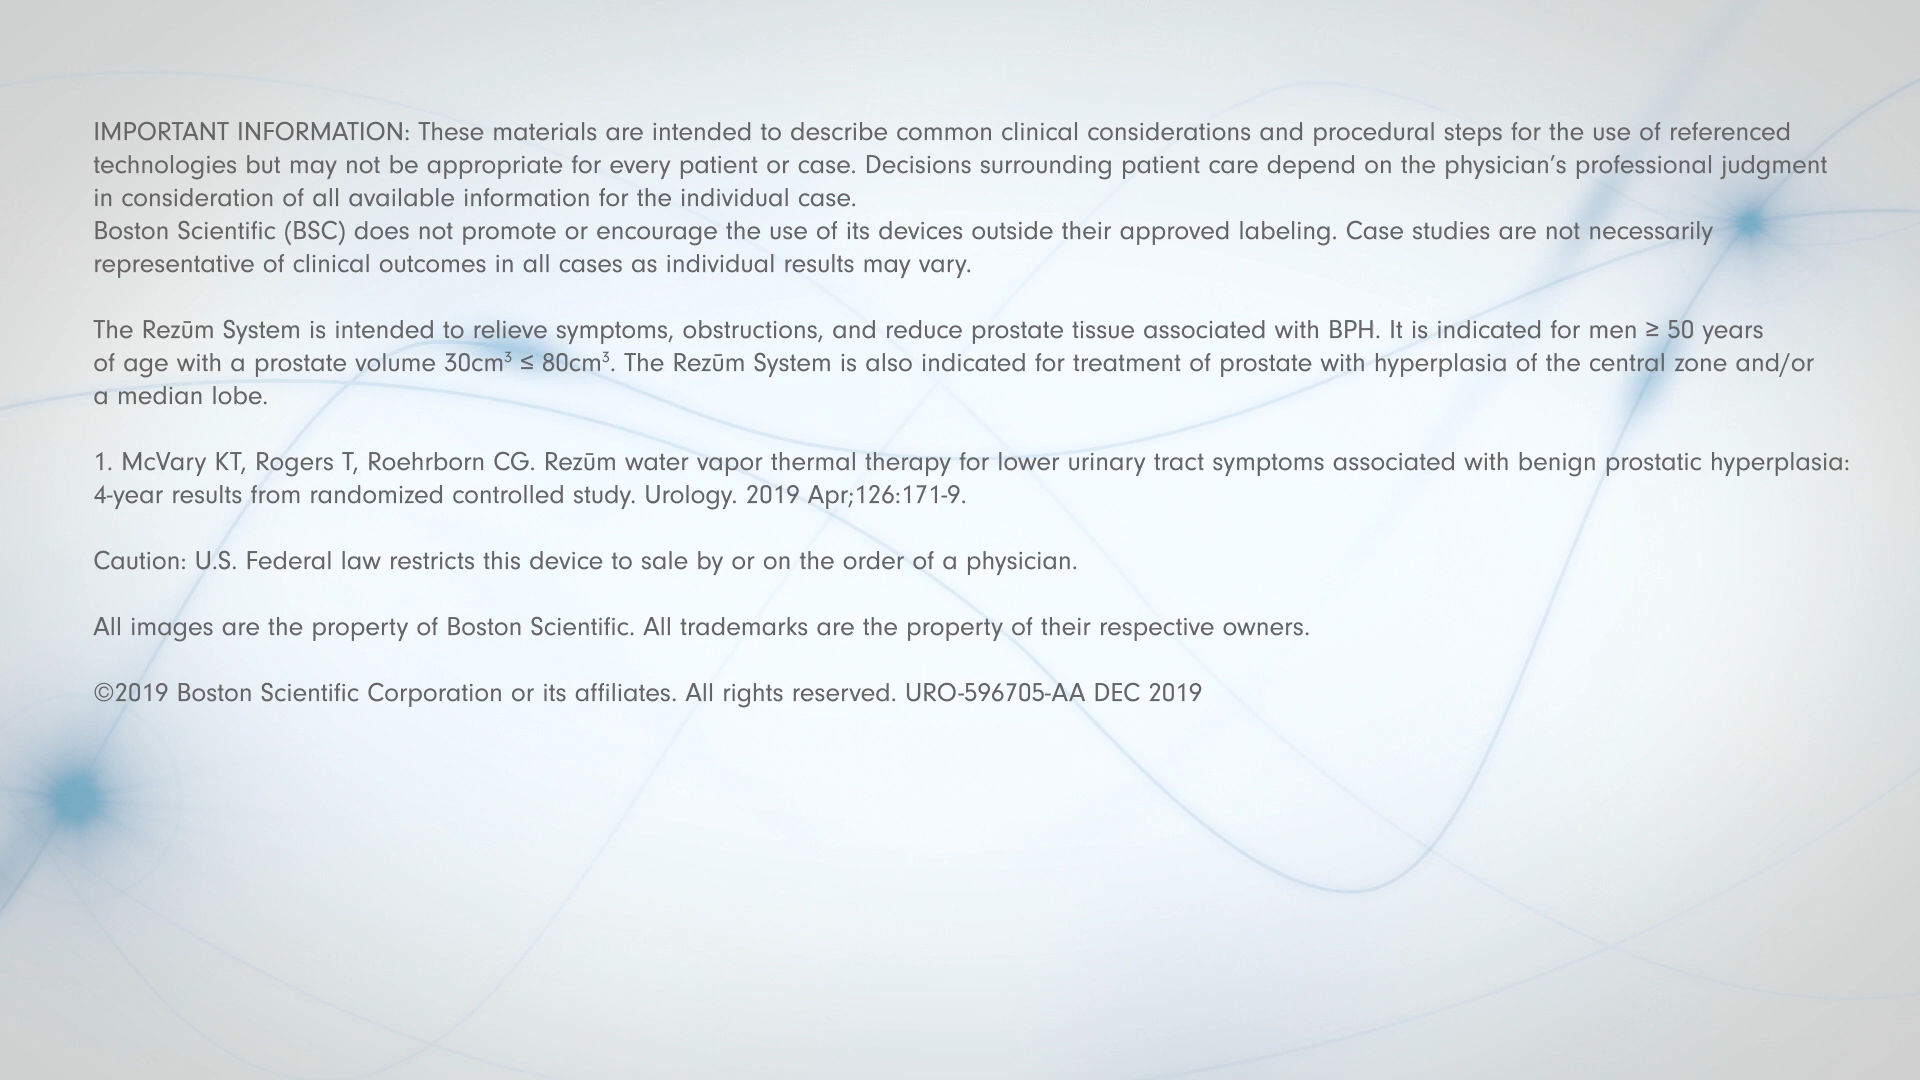 IMPORTANT INFORMATION: These materials are intended to describe common clinical considerations and procedural steps for the use of referenced
technologies but may not be appropriate for every patient or case. Decisions surrounding patient care depend on the physician’s professional judgment
in consideration of all available information for the individual case.
Boston Scientific (BSC) does not promote or encourage the use of its devices outside their approved labeling. Case studies are not necessarily
representative of clinical outcomes in all cases as individual results may vary.
The Rezūm System is intended to relieve symptoms, obstructions, and reduce prostate tissue associated with BPH. It is indicated for men ≥ 50 years
of age with a prostate volume 30cm³ ≤ 80cm³. The Rezūm System is also indicated for treatment of prostate with hyperplasia of the central zone and/or
a median lobe.
1. McVary KT, Rogers T, Roehrborn CG. Rezūm water vapor thermal therapy for lower urinary tract symptoms associated with benign prostatic hyperplasia:
4-year results from randomized controlled study. Urology. 2019 Apr;126:171-9.
Caution: U.S. Federal law restricts this device to sale by or on the order of a physician.
All images are the property of Boston Scientific. All trademarks are the property of their respective owners.
©2019 Boston Scientific Corporation or its affiliates. All rights reserved. URO-596705-AA DEC 2019